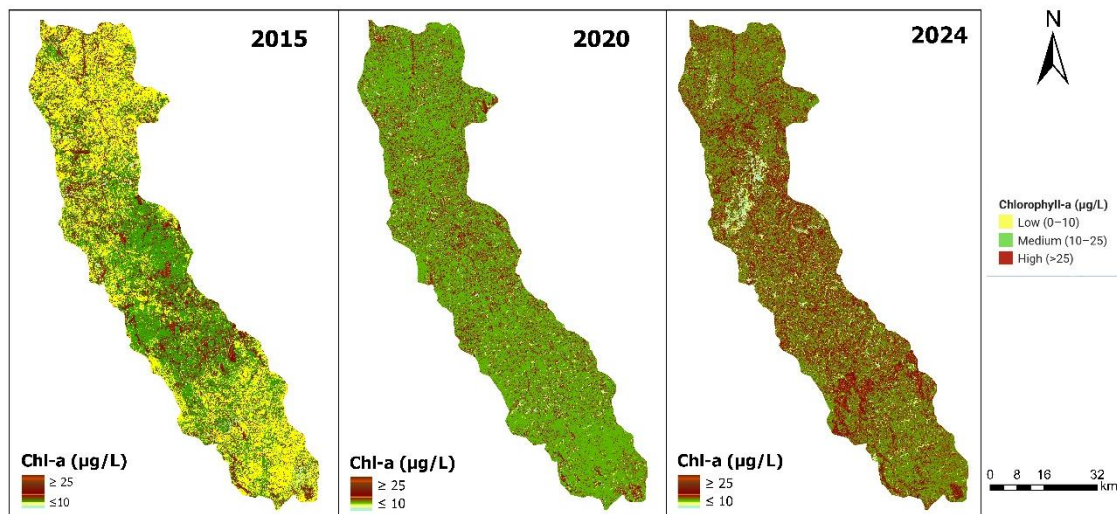 2015
2020
2024
N
Chlorophyll-a (µg/L)
Low (0–10)
Medium (10–25)
High (>25)
Chl-a (µg/L)
≥ 25
≤10
Chl-a (µg/L)
≥ 25
≤ 10
Chl-a (µg/L)
≥ 25
≤ 10
0 8 16 32
km